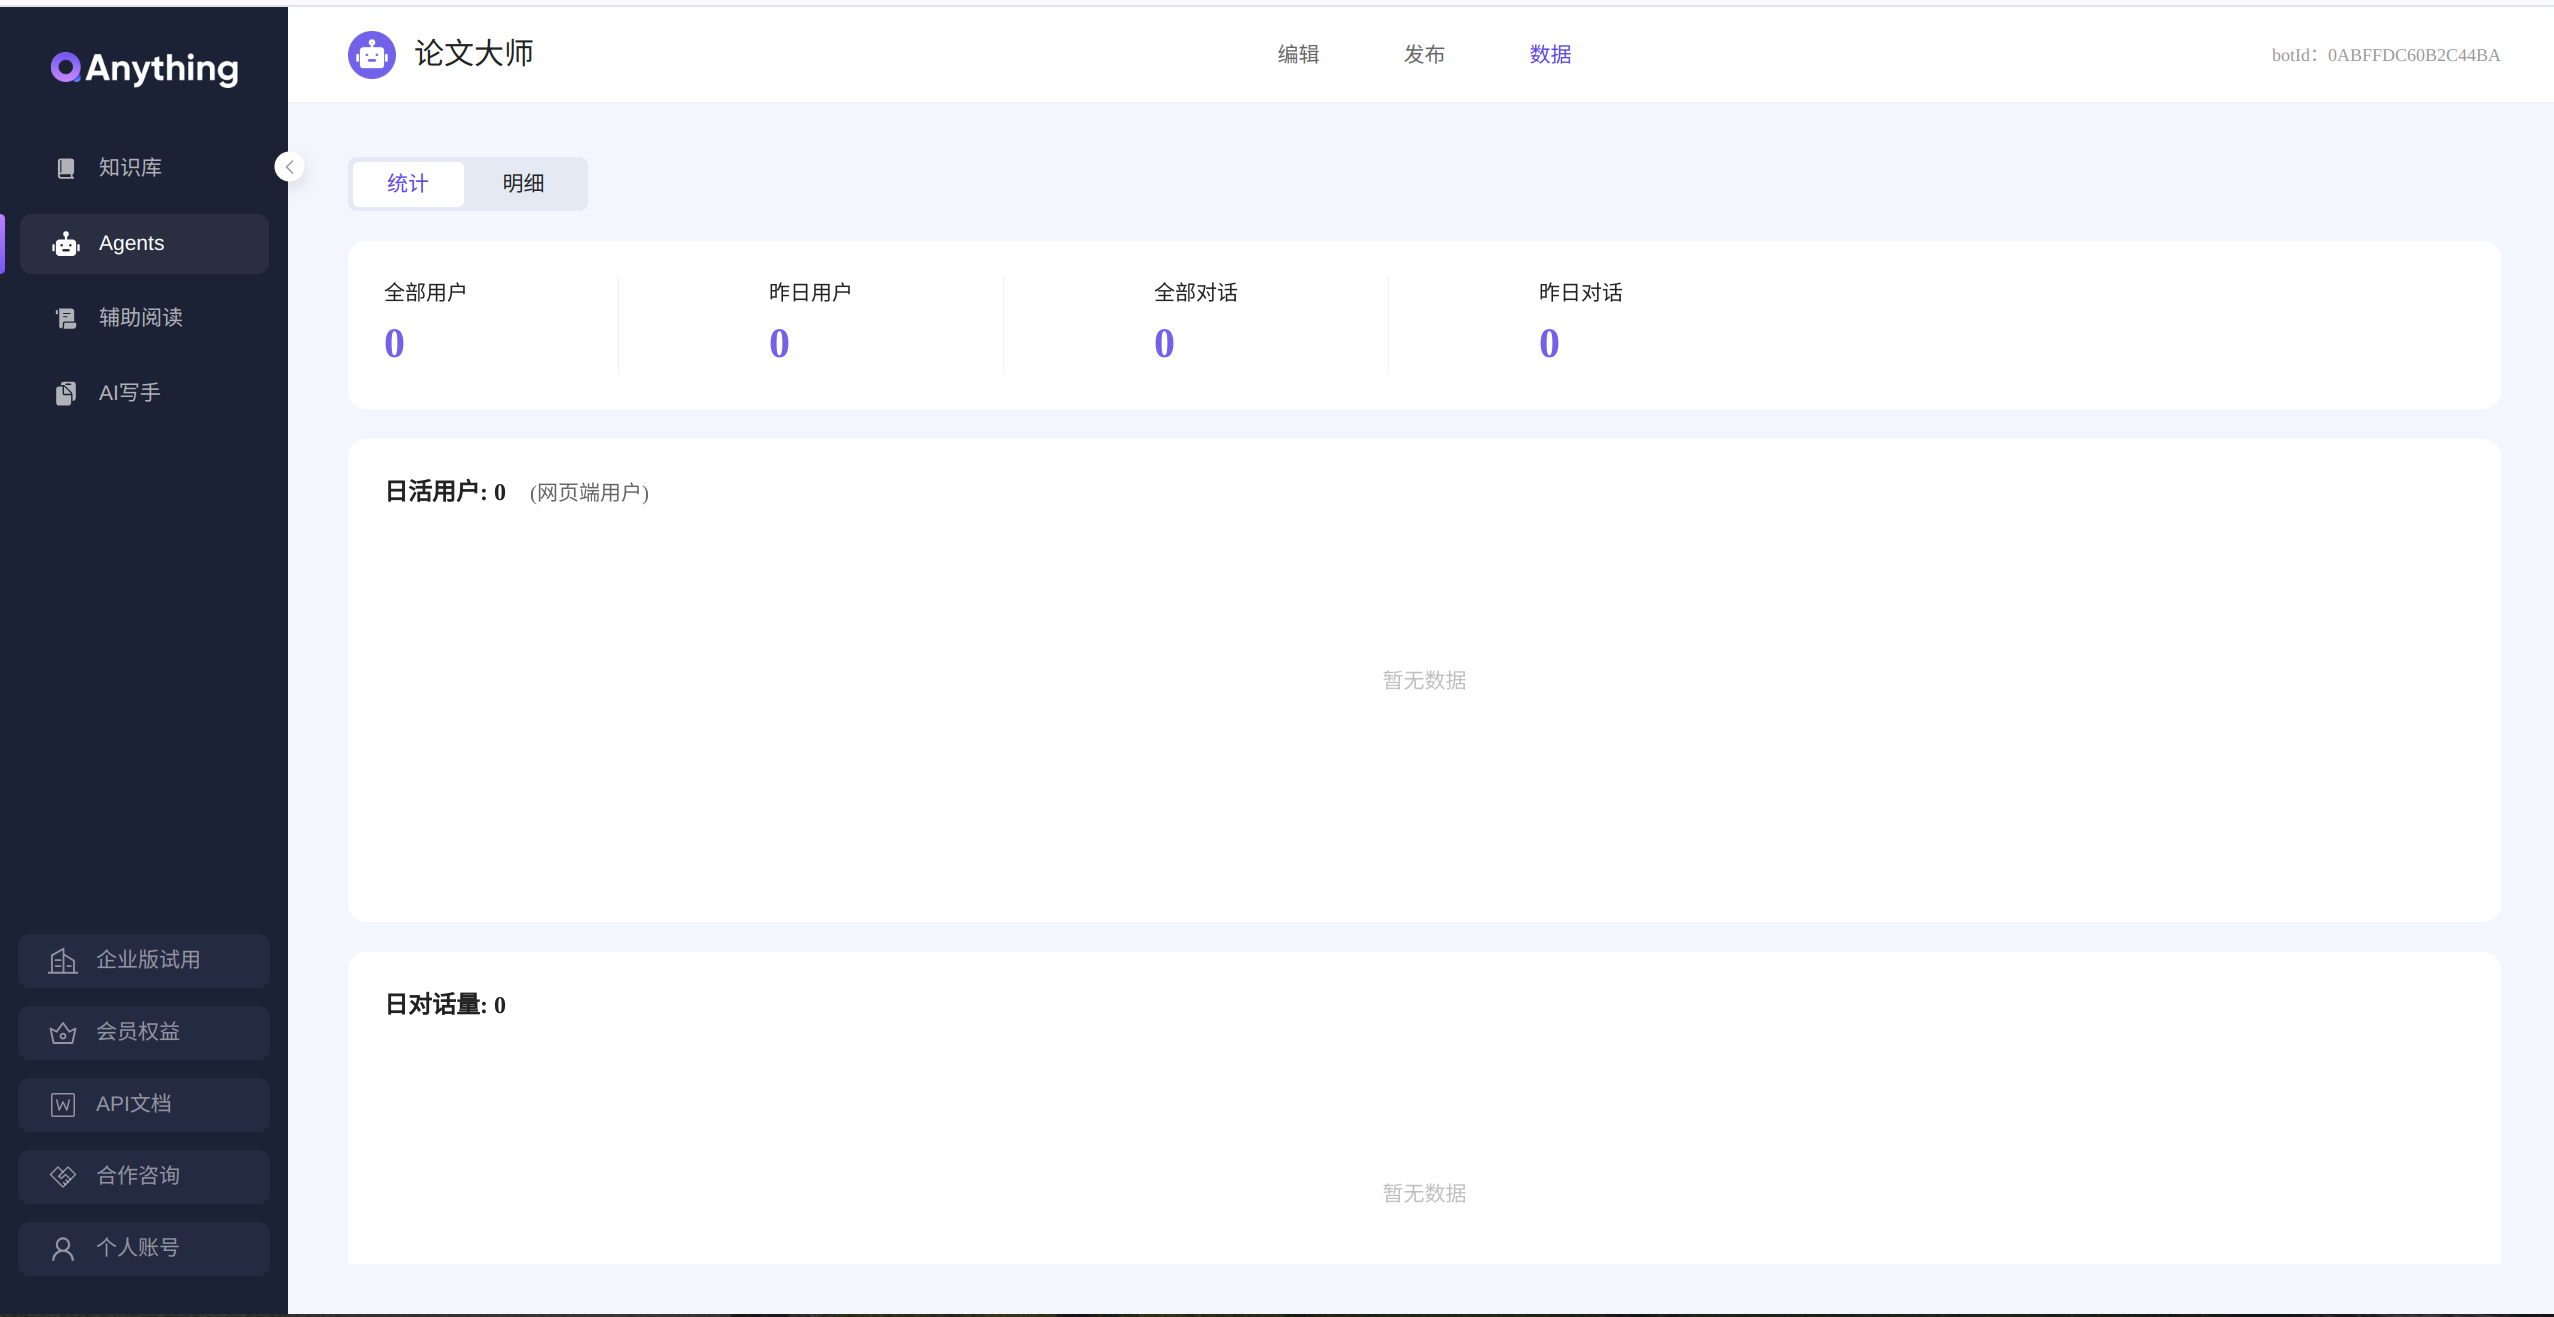 QAnything
知识库
Agents
辅助阅读
AI写手
企业版试用
会员权益
API文档
合作咨询
个人账号
论文大师
编辑
发布
数据
botId：0ABFFDC60B2C44BA
统计
明细
全部用户
0
昨日用户
0
全部对话
0
昨日对话
0
日活用户: 0 (网页端用户)
暂无数据
日对话量: 0
暂无数据